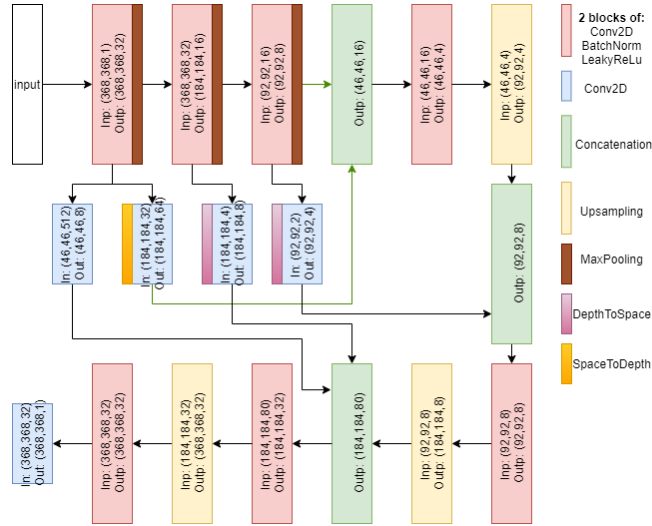 input
Inp: (368,368,1)
Outp: (368,368,32)
Inp: (368,368,32)
Outp: (184,184,16)
Inp: (92,92,16)
Outp: (92,92,8)
Outp: (46,46,16)
Inp: (46,46,16)
Outp: (46,46,4)
Inp: (46,46,4)
Outp: (92,92,4)
2 blocks of:
Conv2D
BatchNorm
LeakyReLu
Conv2D
Concatenation
Upsampling
MaxPooling
DepthToSpace
SpaceToDepth
In: (46,46,512)
Out: (46,46,8)
In: (184,184,32)
Out: (184,184,64)
In: (184,184,4)
Out: (184,184,8)
In: (92,92,2)
Out: (92,92,4)
Outp: (92,92,8)
In: (368,368,32)
Out: (368,368,1)
Inp: (368,368,32)
Outp: (368,368,32)
Inp: (184,184,32)
Outp: (368,368,32)
Inp: (184,184,80)
Outp: (184,184,32)
Outp: (184,184,80)
Inp: (92,92,8)
Outp: (184,184,8)
Inp: (92,92,8)
Outp: (92,92,8)